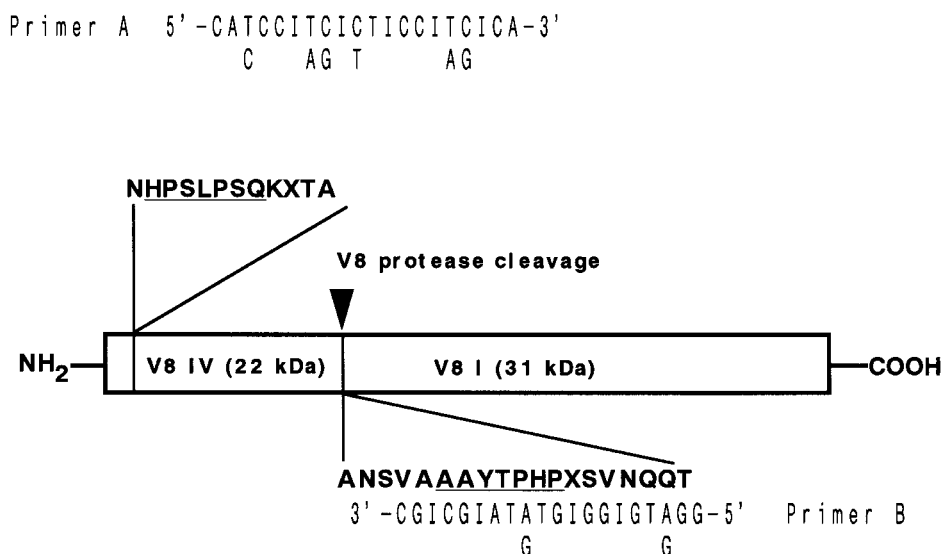 Primer A 5'-CATCCITCICTICCITCICA-3'
C AG T AG
NHPSLPSQKXTA
V8 protease cleavage
NH2 V8 IV (22 kDa) V8 I (31 kDa) COOH
ANSVAAAYTPHPXSVNQQT
3'-CGICGIATATGIGGIGTAGG-5' Primer B
G G